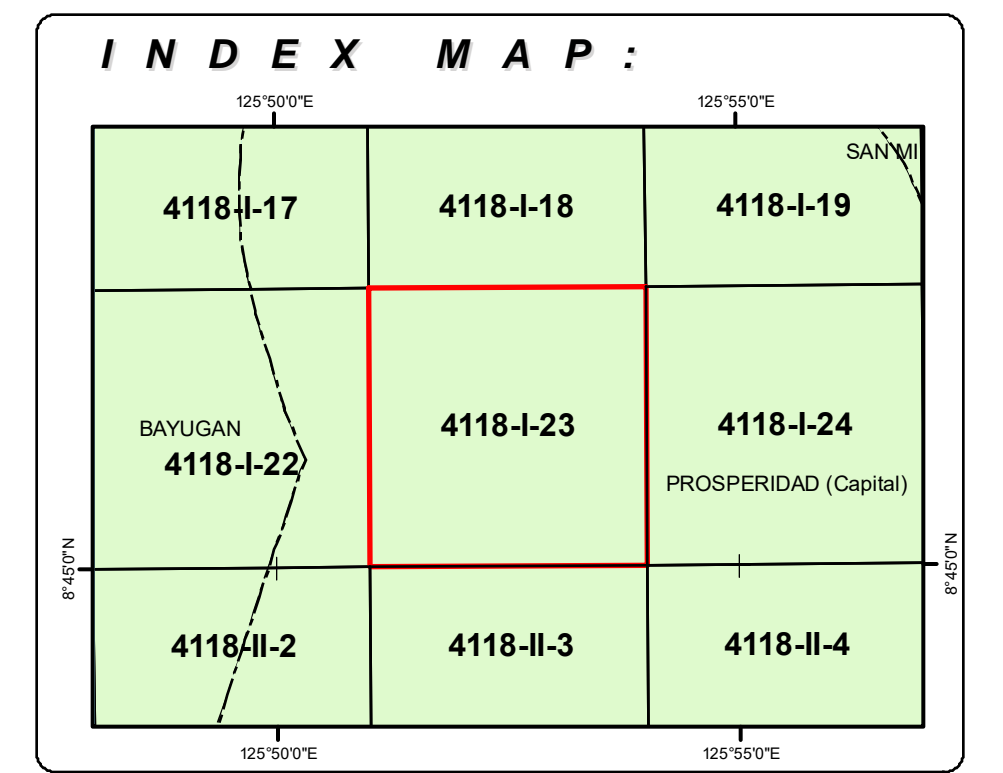 INDEX MAP:
125°50'0"E
125°55'0"E
SAN MI
4118-I-17
4118-I-18
4118-I-19
BAYUGAN
4118-I-22
4118-I-23
4118-I-24
PROSPERIDAD (Capital)
8°45'0"N
8°45'0"N
4118-II-2
4118-II-3
4118-II-4
125°50'0"E
125°55'0"E